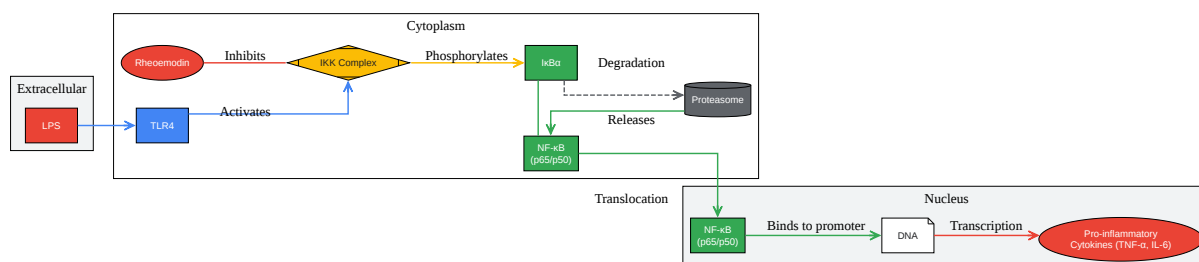 Cytoplasm
Rheoemodin
Inhibits
IKK Complex
Phosphorylates
IκBα
Degradation
Extracellular
LPS
TLR4
Activates
Proteasome
Releases
NF-κB
(p65/p50)
Translocation
Nucleus
NF-κB
(p65/p50)
Binds to promoter
DNA
Transcription
Pro-inflammatory
Cytokines (TNF-α, IL-6)